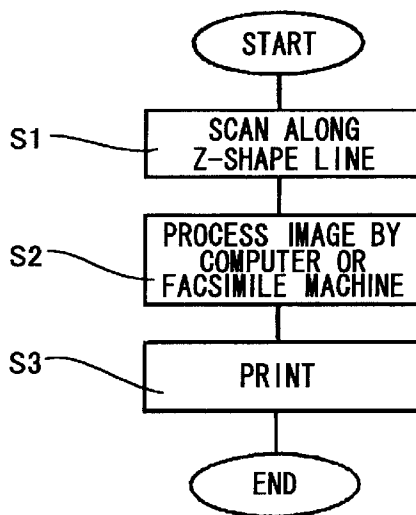 START
S1
SCAN ALONG
Z-SHAPE LINE
S2
PROCESS IMAGE BY
COMPUTER OR
FACSIMILE MACHINE
S3
PRINT
END